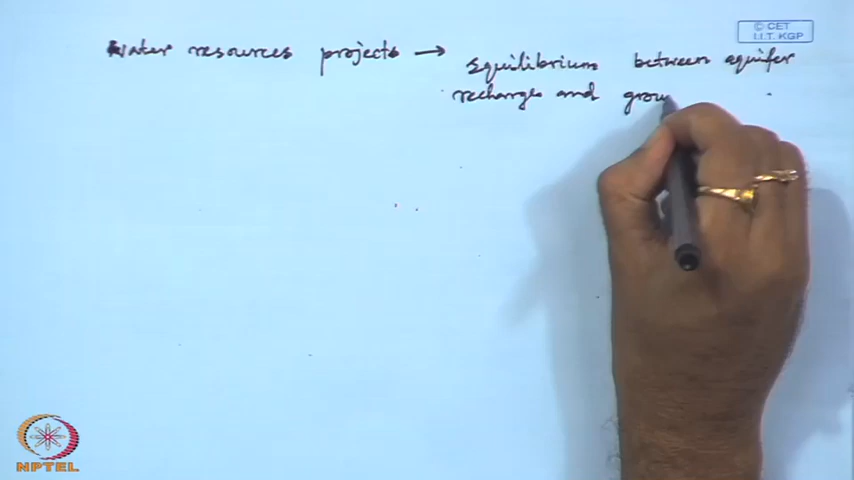 © CET
I.I.T. KGP
Water resources projects → Equilibrium between aquifer
recharge and grou
NPTEL